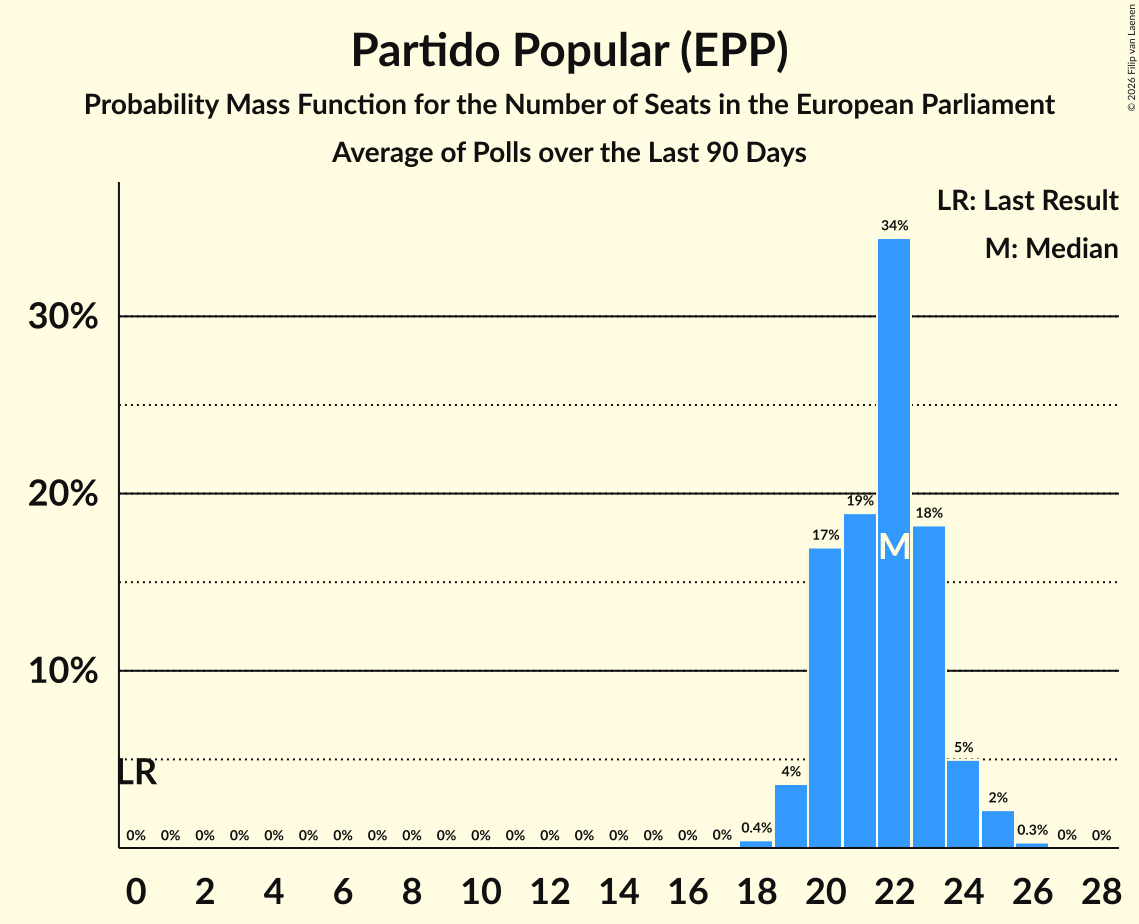 Partido Popular (EPP)
Probability Mass Function for the Number of Seats in the European Parliament
Average of Polls over the Last 90 Days
© 2026 Filip van Laenen
LR: Last Result
M: Median
34%
30%
20%
19%
18%
17%
M
10%
5%
LR
4%
2%
0% 0% 0% 0% 0% 0% 0% 0% 0% 0% 0% 0% 0% 0% 0% 0% 0% 0% 0.4% 0.3% 0% 0%
0 2 4 6 8 10 12 14 16 18 20 22 24 26 28